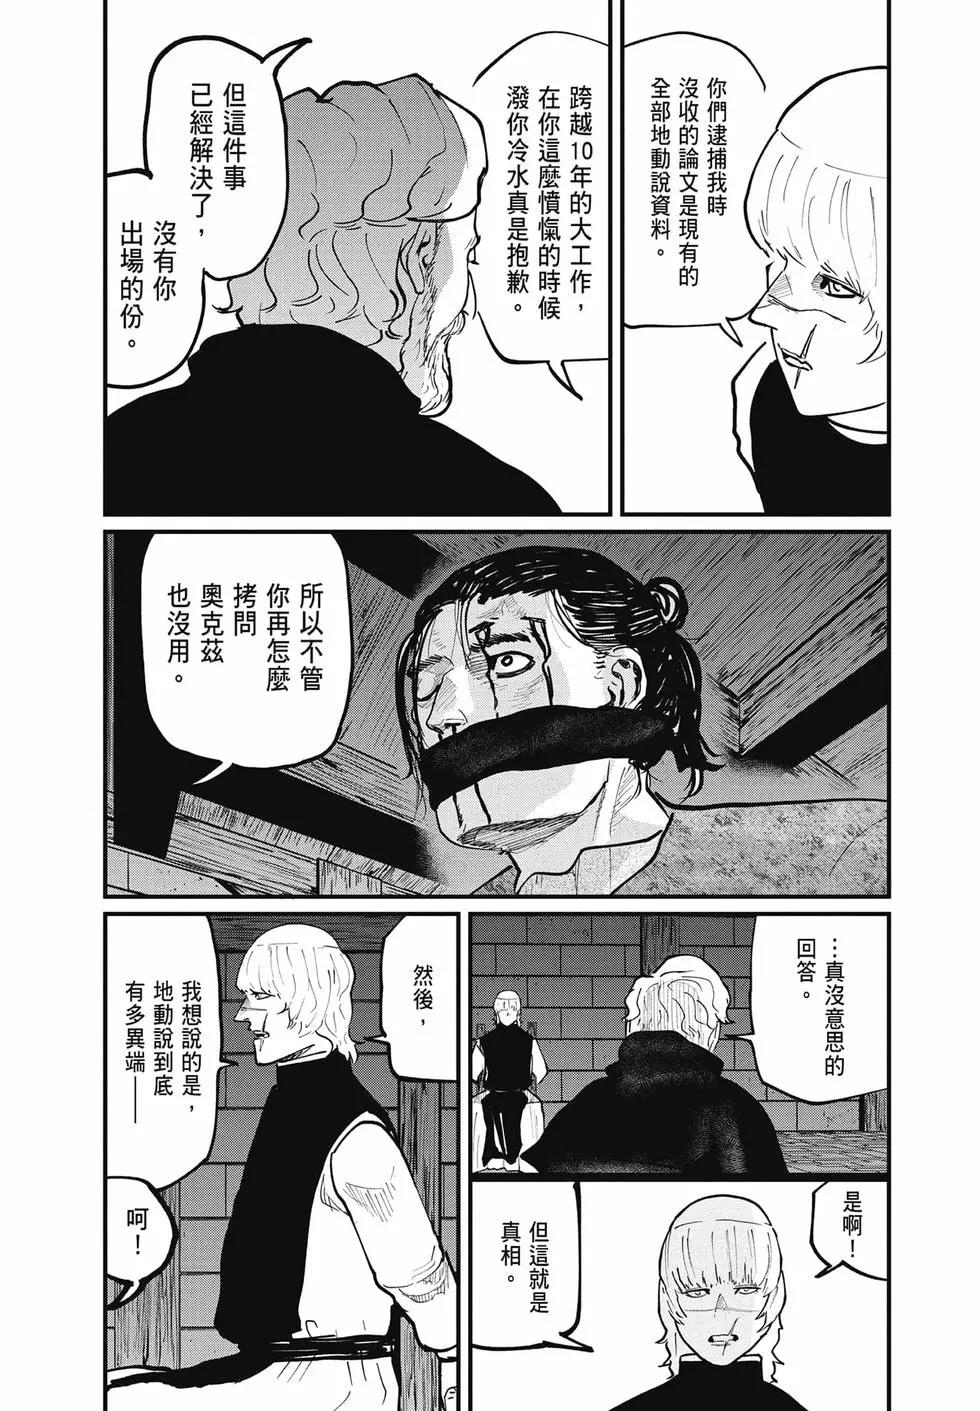 你們逮捕我時
沒收的論文是現有的
全部地動說資料。
跨越10年的大工作，
在你這麼憤愾的時候
潑你冷水真是抱歉。
但這件事
已經解決了，
沒有你
出場的份。
所以不管
你再怎麼
拷問
奧克茲
也沒用。
…真沒意思的
回答。
是啊！
但這就是
真相。
然後，
我想說的是，
地動說到底
有多異端——
呵！